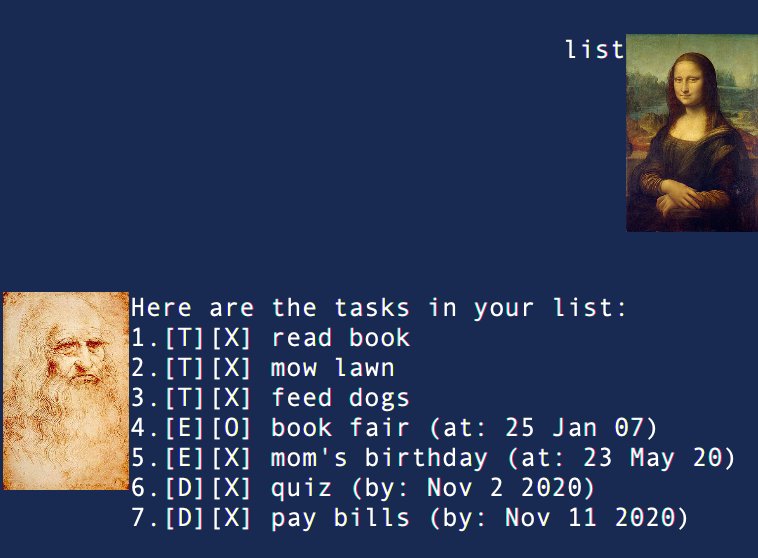 list
Here are the tasks in your list:
1.[T][X] read book
2.[T][X] mow lawn
3.[T][X] feed dogs
4.[E][O] book fair (at: 25 Jan 07)
5.[E][X] mom's birthday (at: 23 May 20)
6.[D][X] quiz (by: Nov 2 2020)
7.[D][X] pay bills (by: Nov 11 2020)